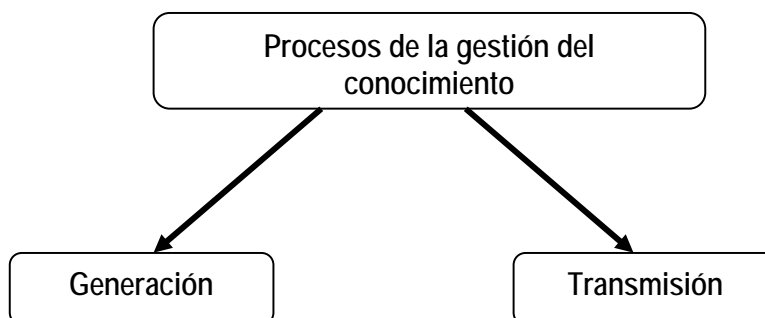 Procesos de la gestión del
conocimiento
Generación
Transmisión